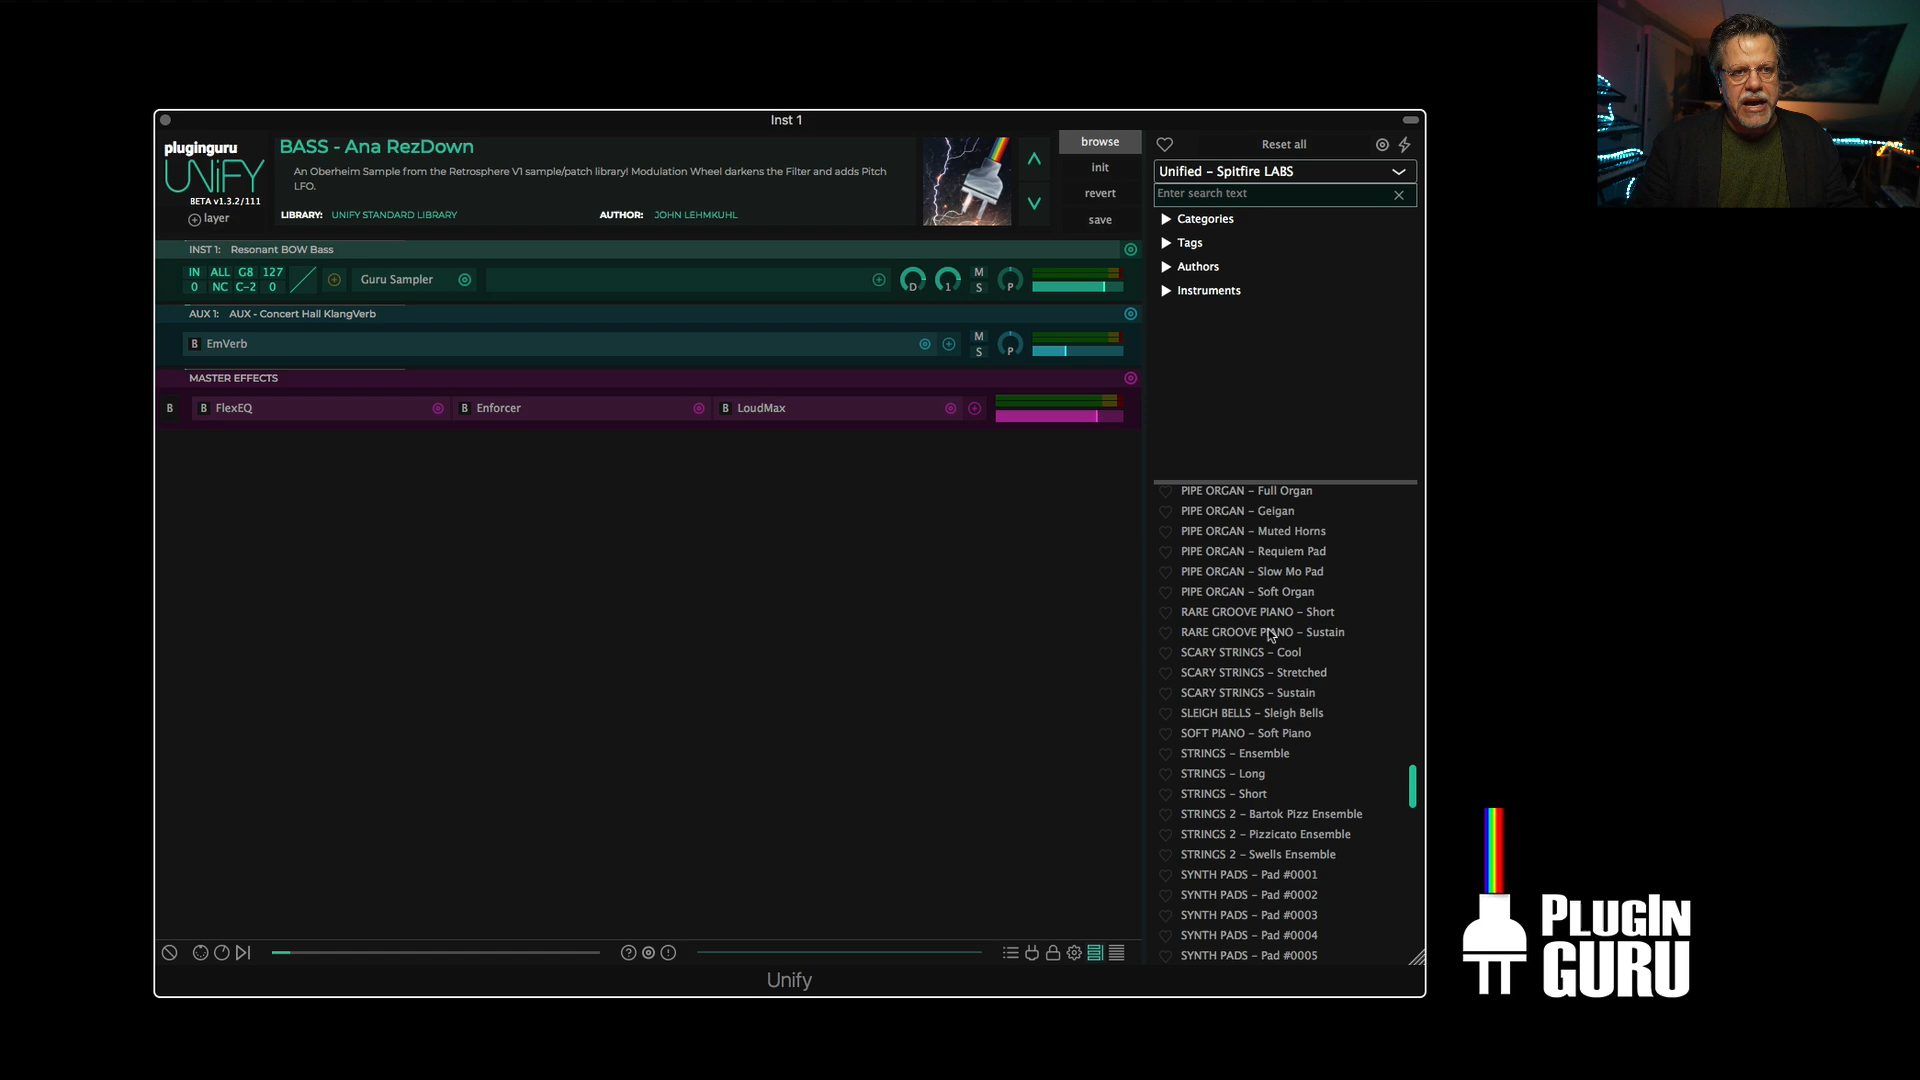 Inst 1
pluginguru
UNiFY
BETA v1.3.2/111
layer
BASS - Ana RezDown
An Oberheim Sample from the Retrosphere V1 sample/patch library! Modulation Wheel darkens the Filter and adds Pitch
LFO.
LIBRARY: UNIFY STANDARD LIBRARY AUTHOR: JOHN LEHMKUHL
browse
init
revert
save
INST 1: Resonant BOW Bass
IN ALL G8 127
0 NC C-2 0
Guru Sampler
D 1 M S P
AUX 1: AUX - Concert Hall KlangVerb
B EmVerb
M S P
MASTER EFFECTS
B B FlexEQ B Enforcer B LoudMax
Unify
Reset all
Unified – Spitfire LABS
Enter search text
Categories
Tags
Authors
Instruments
PIPE ORGAN – Full Organ
PIPE ORGAN – Geigan
PIPE ORGAN – Muted Horns
PIPE ORGAN – Requiem Pad
PIPE ORGAN – Slow Mo Pad
PIPE ORGAN – Soft Organ
RARE GROOVE PIANO – Short
RARE GROOVE PIANO – Sustain
SCARY STRINGS – Cool
SCARY STRINGS – Stretched
SCARY STRINGS – Sustain
SLEIGH BELLS – Sleigh Bells
SOFT PIANO – Soft Piano
STRINGS – Ensemble
STRINGS – Long
STRINGS – Short
STRINGS 2 – Bartok Pizz Ensemble
STRINGS 2 – Pizzicato Ensemble
STRINGS 2 – Swells Ensemble
SYNTH PADS – Pad #0001
SYNTH PADS – Pad #0002
SYNTH PADS – Pad #0003
SYNTH PADS – Pad #0004
SYNTH PADS – Pad #0005
PLUGIN
GURU